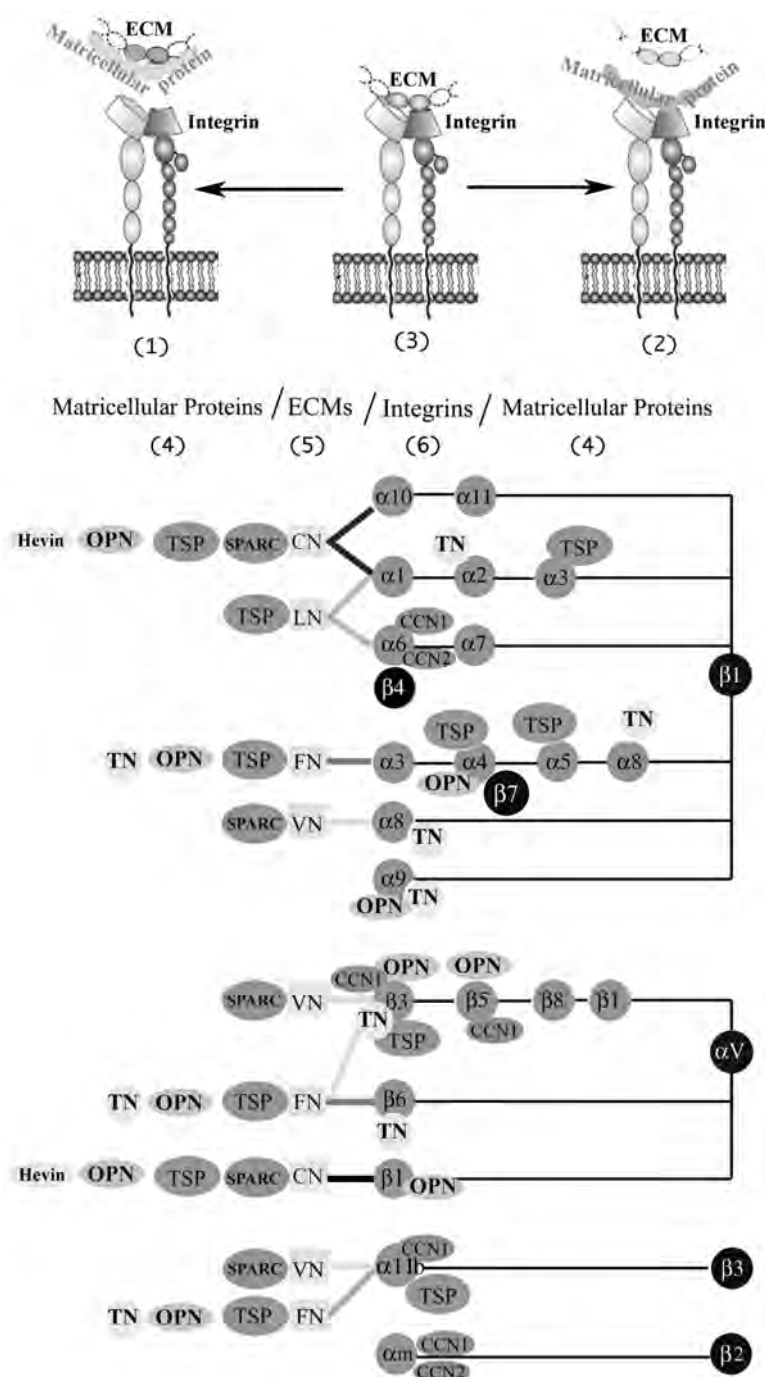 ECM ECM
Matricellular protein ECM Matricellular protein
Integrin Integrin Integrin
(1) (3) (2)
Matricellular Proteins / ECMs / Integrins / Matricellular Proteins
(4) (5) (6) (4)
α10 α11
Hevin OPN TSP SPARC CN TN TSP
α1 α2 α3
TSP LN CCN1
α6 α7
CCN2
β4 β1
TSP TSP TN
TN OPN TSP FN α3 α4 α5 α8
OPN β7
SPARC VN α8 TN
α9
OPN TN
OPN OPN
CCN1
SPARC VN β3 β5 β8 β1
TN TSP CCN1 αV
TN OPN TSP FN β6
TN
Hevin OPN TSP SPARC CN β1 OPN
CCN1
SPARC VN α11b β3
TSP
TN OPN TSP FN
αm CCN1 β2
CCN2